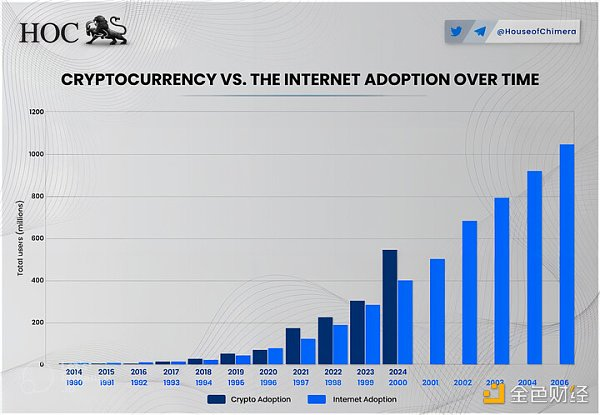 HOC
@HouseofChimera
CRYPTOCURRENCY VS. THE INTERNET ADOPTION OVER TIME
Total users (millions)
1200
1000
800
600
400
200
0
2014 2015 2016 2017 2018 2019 2020 2021 2022 2023 2024
1990 1991 1992 1993 1994 1995 1996 1997 1998 1999 2000 2001 2002 2003 2004 2006
Crypto Adoption Internet Adoption
金色财经